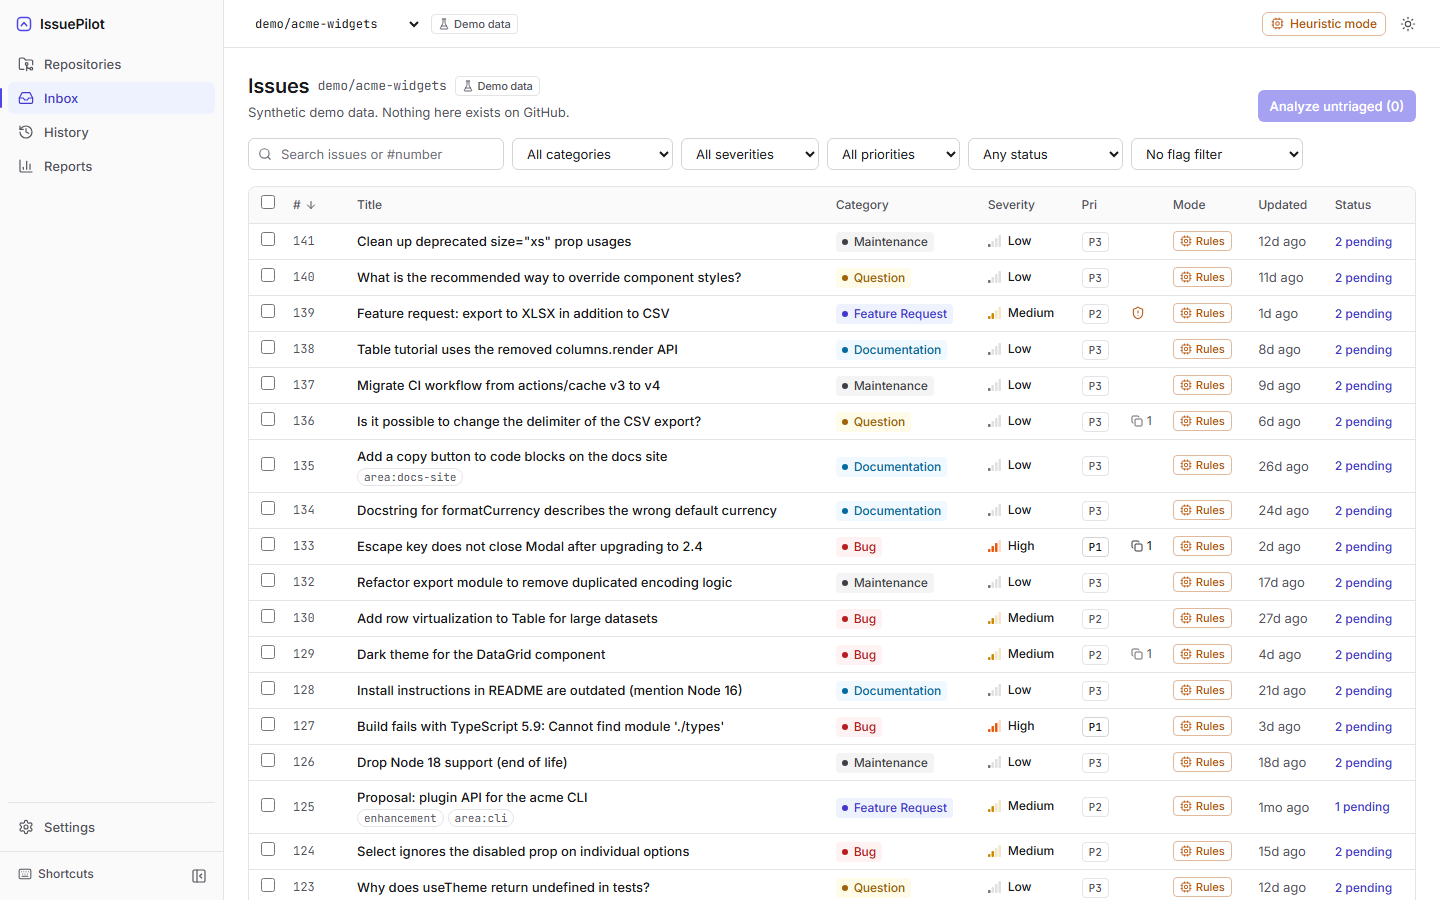 IssuePilot
Repositories
Inbox
History
Reports
Settings
Shortcuts
demo/acme-widgets
Demo data
Heuristic mode
Issues demo/acme-widgets Demo data
Synthetic demo data. Nothing here exists on GitHub.
Analyze untriaged (0)
Search issues or #number
All categories
All severities
All priorities
Any status
No flag filter
# Title Category Severity Pri Mode Updated Status
141 Clean up deprecated size="xs" prop usages Maintenance Low P3 Rules 12d ago 2 pending
140 What is the recommended way to override component styles? Question Low P3 Rules 11d ago 2 pending
139 Feature request: export to XLSX in addition to CSV Feature Request Medium P2 Rules 1d ago 2 pending
138 Table tutorial uses the removed columns.render API Documentation Low P3 Rules 8d ago 2 pending
137 Migrate CI workflow from actions/cache v3 to v4 Maintenance Low P3 Rules 9d ago 2 pending
136 Is it possible to change the delimiter of the CSV export? Question Low P3 1 Rules 6d ago 2 pending
135 Add a copy button to code blocks on the docs site Documentation Low P3 Rules 26d ago 2 pending
area:docs-site
134 Docstring for formatCurrency describes the wrong default currency Documentation Low P3 Rules 24d ago 2 pending
133 Escape key does not close Modal after upgrading to 2.4 Bug High P1 1 Rules 2d ago 2 pending
132 Refactor export module to remove duplicated encoding logic Maintenance Low P3 Rules 17d ago 2 pending
130 Add row virtualization to Table for large datasets Bug Medium P2 Rules 27d ago 2 pending
129 Dark theme for the DataGrid component Bug Medium P2 1 Rules 4d ago 2 pending
128 Install instructions in README are outdated (mention Node 16) Documentation Low P3 Rules 21d ago 2 pending
127 Build fails with TypeScript 5.9: Cannot find module './types' Bug High P1 Rules 3d ago 2 pending
126 Drop Node 18 support (end of life) Maintenance Low P3 Rules 18d ago 2 pending
125 Proposal: plugin API for the acme CLI Feature Request Medium P2 Rules 1mo ago 1 pending
enhancement area:cli
124 Select ignores the disabled prop on individual options Bug Medium P2 Rules 15d ago 2 pending
123 Why does useTheme return undefined in tests? Question Low P3 Rules 12d ago 2 pending